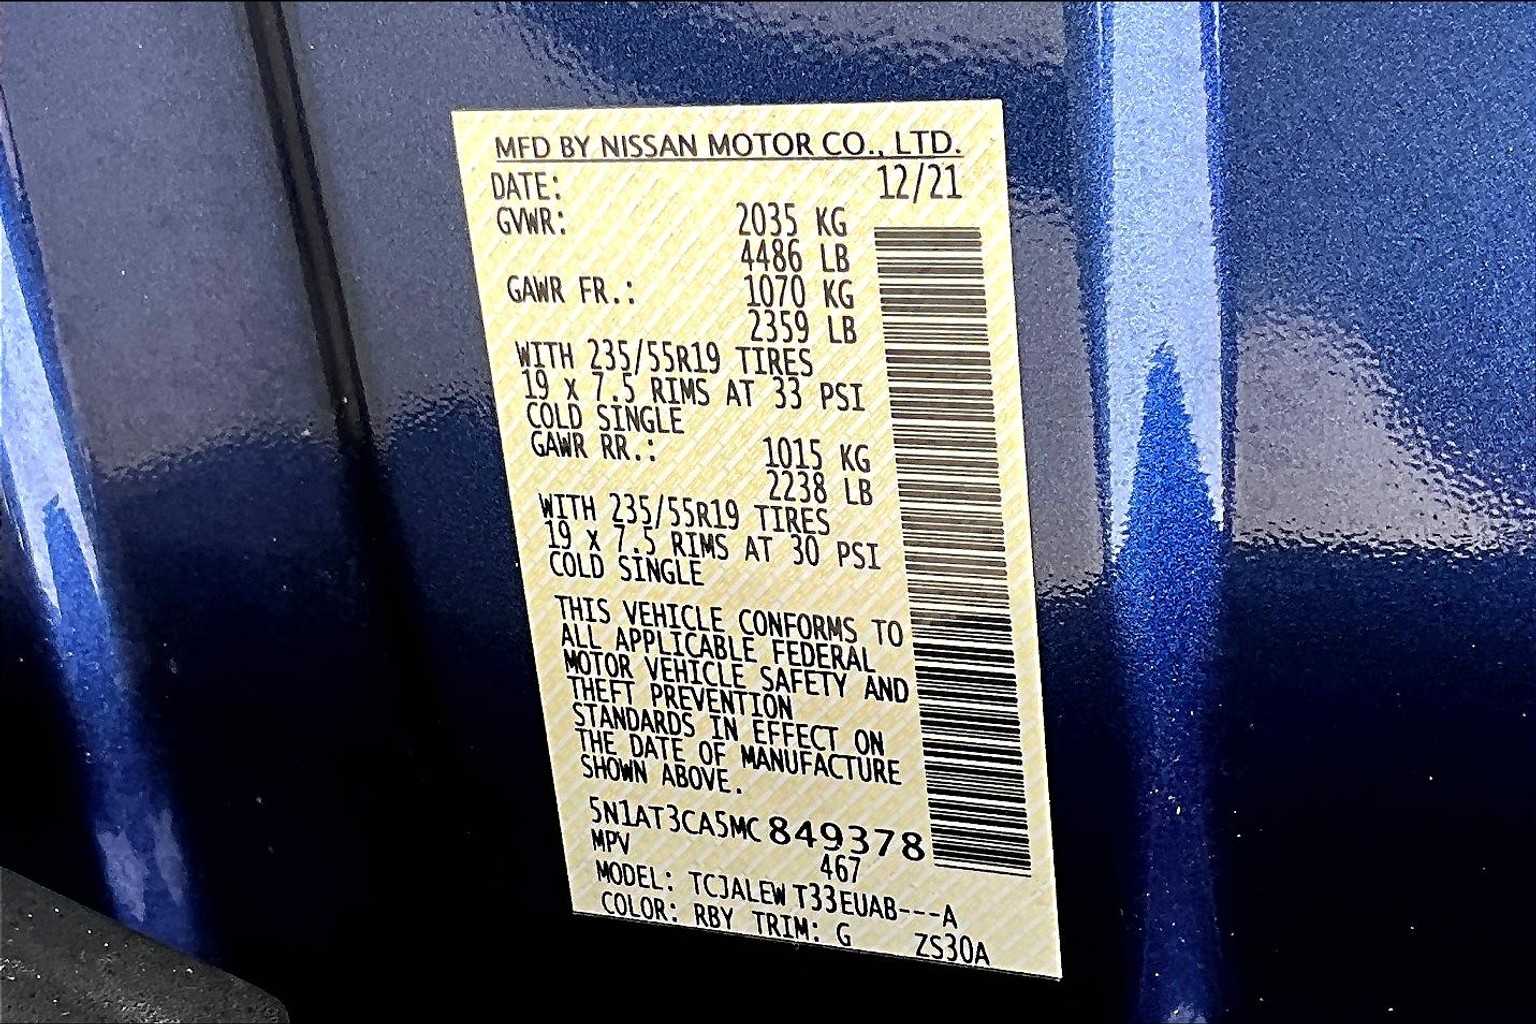 MFD BY NISSAN MOTOR CO., LTD.
DATE: 12/21
GVWR: 2035 KG
4486 LB
GAWR FR.: 1070 KG
2359 LB
WITH 235/55R19 TIRES
19 X 7.5 RIMS AT 33 PSI
COLD SINGLE
GAWR RR.: 1015 KG
2238 LB
WITH 235/55R19 TIRES
19 X 7.5 RIMS AT 30 PSI
COLD SINGLE
THIS VEHICLE CONFORMS TO
ALL APPLICABLE FEDERAL
MOTOR VEHICLE SAFETY AND
THEFT PREVENTION
STANDARDS IN EFFECT ON
THE DATE OF MANUFACTURE
SHOWN ABOVE.
5N1AT3CA5MC849378
MPV 467
MODEL: TCJALEW T33EUAB---A
COLOR: RBY TRIM: G ZS30A